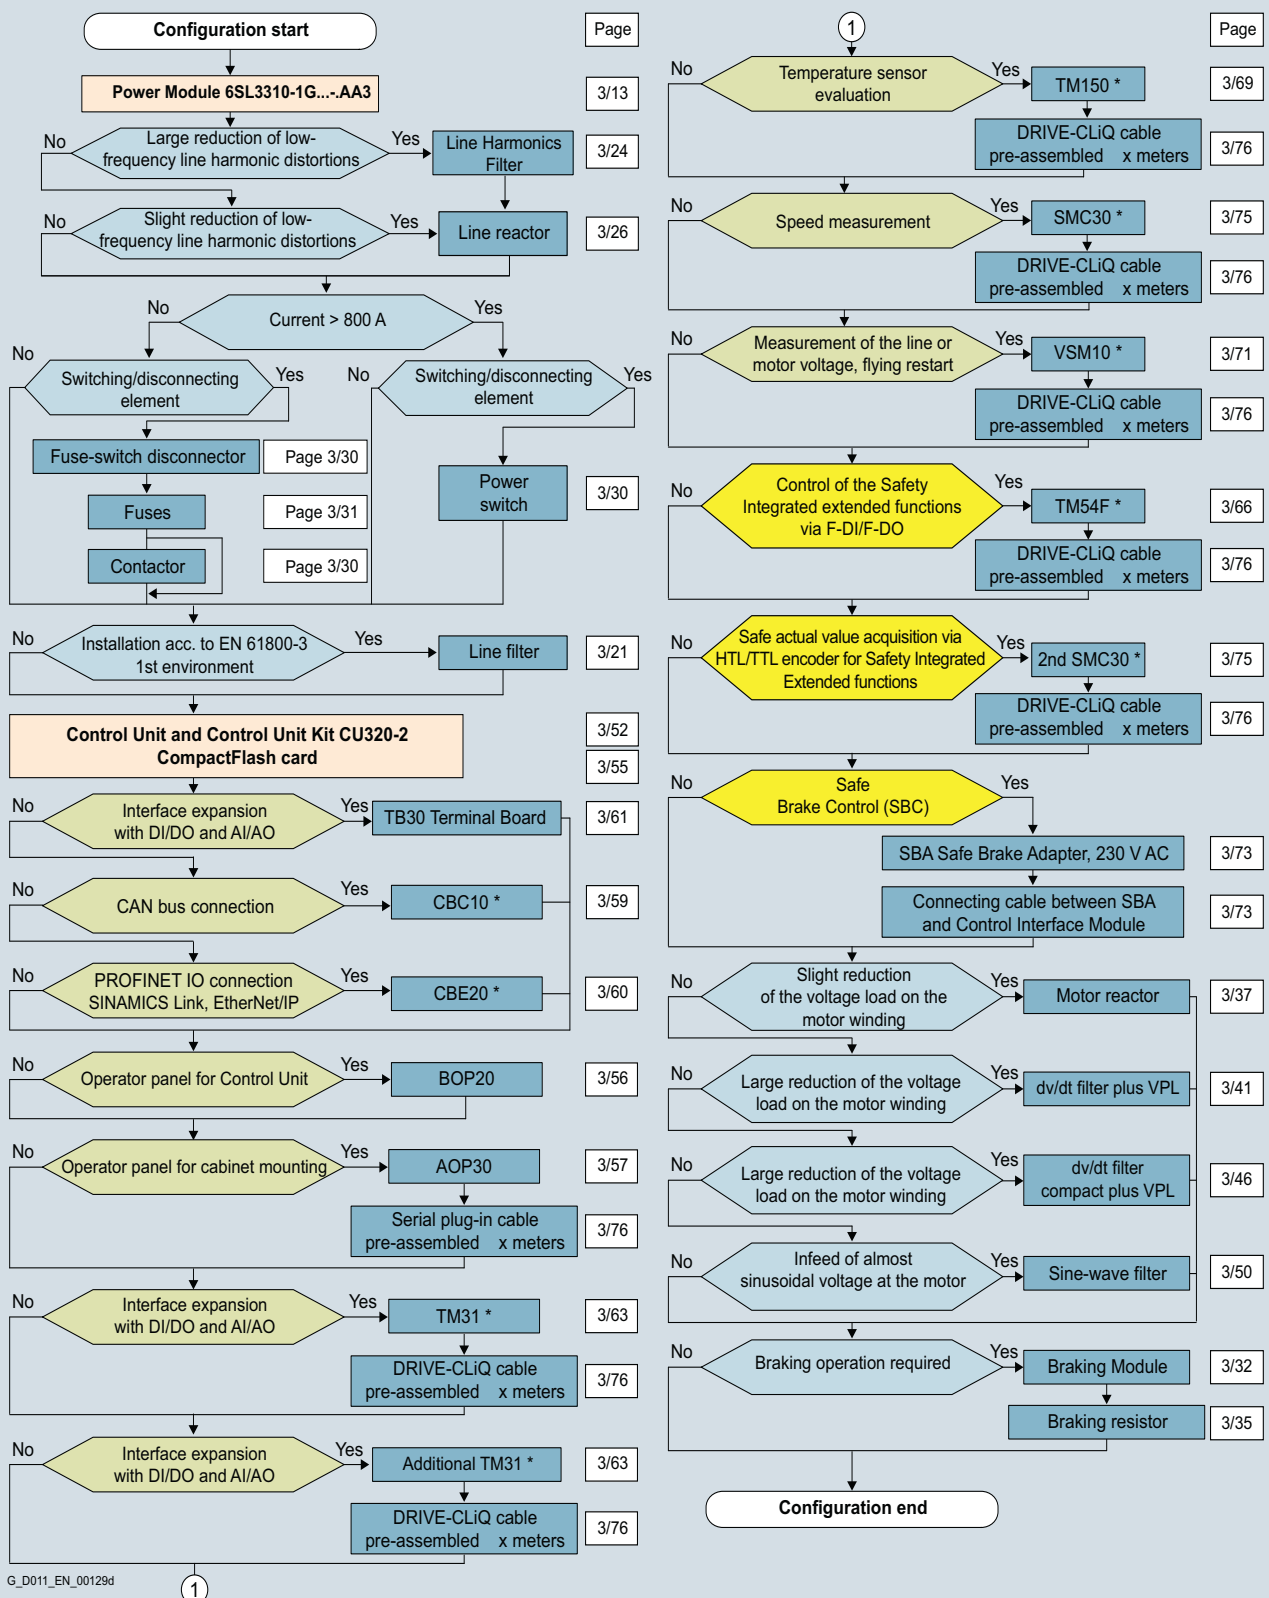 Configuration start
Page
Power Module 6SL3310-1G...-.AA3
3/13
No
Large reduction of low-
frequency line harmonic distortions
Yes
Line Harmonics
Filter
3/24
No
Slight reduction of low-
frequency line harmonic distortions
Yes
Line reactor
3/26
No
Current > 800 A
Yes
No
Switching/disconnecting
element
Yes
No
Switching/disconnecting
element
Yes
Fuse-switch disconnector
Page 3/30
Fuses
Page 3/31
Contactor
Page 3/30
Power
switch
3/30
No
Installation acc. to EN 61800-3
1st environment
Yes
Line filter
3/21
Control Unit and Control Unit Kit CU320-2
CompactFlash card
3/52
3/55
No
Interface expansion
with DI/DO and AI/AO
Yes
TB30 Terminal Board
3/61
No
CAN bus connection
Yes
CBC10 *
3/59
No
PROFINET IO connection
SINAMICS Link, EtherNet/IP
Yes
CBE20 *
3/60
No
Operator panel for Control Unit
Yes
BOP20
3/56
No
Operator panel for cabinet mounting
Yes
AOP30
3/57
Serial plug-in cable
pre-assembled x meters
3/76
No
Interface expansion
with DI/DO and AI/AO
Yes
TM31 *
3/63
DRIVE-CLiQ cable
pre-assembled x meters
3/76
No
Interface expansion
with DI/DO and AI/AO
Yes
Additional TM31 *
3/63
DRIVE-CLiQ cable
pre-assembled x meters
3/76
1
G_D011_EN_00129d
1
Page
No
Temperature sensor
evaluation
Yes
TM150 *
3/69
DRIVE-CLiQ cable
pre-assembled x meters
3/76
No
Speed measurement
Yes
SMC30 *
3/75
DRIVE-CLiQ cable
pre-assembled x meters
3/76
No
Measurement of the line or
motor voltage, flying restart
Yes
VSM10 *
3/71
DRIVE-CLiQ cable
pre-assembled x meters
3/76
No
Control of the Safety
Integrated extended functions
via F-DI/F-DO
Yes
TM54F *
3/66
DRIVE-CLiQ cable
pre-assembled x meters
3/76
No
Safe actual value acquisition via
HTL/TTL encoder for Safety Integrated
Extended functions
Yes
2nd SMC30 *
3/75
DRIVE-CLiQ cable
pre-assembled x meters
3/76
No
Safe
Brake Control (SBC)
Yes
SBA Safe Brake Adapter, 230 V AC
3/73
Connecting cable between SBA
and Control Interface Module
3/73
No
Slight reduction
of the voltage load on the
motor winding
Yes
Motor reactor
3/37
No
Large reduction of the voltage
load on the motor winding
Yes
dv/dt filter plus VPL
3/41
No
Large reduction of the voltage
load on the motor winding
Yes
dv/dt filter
compact plus VPL
3/46
No
Infeed of almost
sinusoidal voltage at the motor
Yes
Sine-wave filter
3/50
No
Braking operation required
Yes
Braking Module
3/32
Braking resistor
3/35
Configuration end